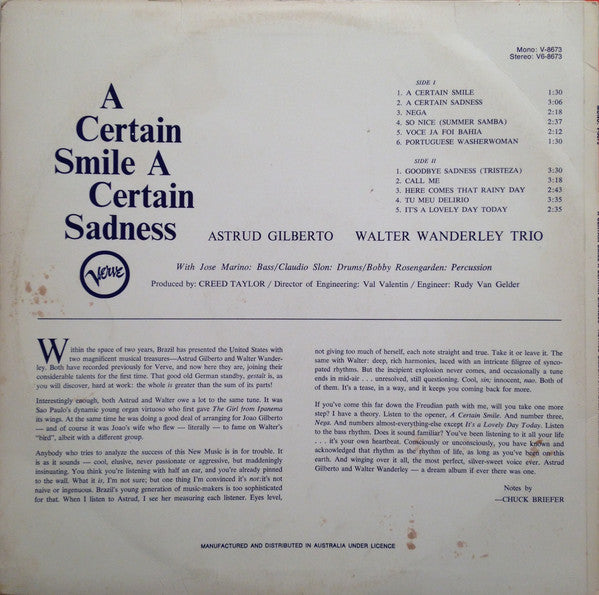 Mono: V-8673
Stereo: V6-8673
A
Certain
Smile A
Certain
Sadness
SIDE I
1. A CERTAIN SMILE 1:30
2. A CERTAIN SADNESS 3:06
3. NEGA 2:18
4. SO NICE (SUMMER SAMBA) 2:37
5. VOCE JA FOI BAHIA 2:12
6. PORTUGUESE WASHERWOMAN 1:30
SIDE II
1. GOODBYE SADNESS (TRISTEZA) 3:30
2. CALL ME 3:18
3. HERE COMES THAT RAINY DAY 2:43
4. TU MEU DELIRIO 3:35
5. IT'S A LOVELY DAY TODAY 2:35
ASTRUD GILBERTO WALTER WANDERLEY TRIO
Verve
With Jose Marino: Bass/Claudio Slon: Drums/Bobby Rosengarden: Percussion
Produced by: CREED TAYLOR / Director of Engineering: Val Valentin / Engineer: Rudy Van Gelder
Within the space of two years, Brazil has presented the United States with
two magnificent musical treasures—Astrud Gilberto and Walter Wander-
ley. Both have recorded previously for Verve, and now here they are, joining their
considerable talents for the first time. That good old German standby, gestalt is, as
you will discover, hard at work: the whole is greater than the sum of its parts!
Interestingly enough, both Astrud and Walter owe a lot to the same tune. It was
Sao Paulo's dynamic young organ virtuoso who first gave The Girl from Ipanema
its wings. At the same time he was doing a good deal of arranging for Joao Gilberto
— and of course it was Joao's wife who flew — literally — to fame on Walter's
"bird", albeit with a different group.
Anybody who tries to analyze the success of this New Music is in for trouble. It
is as it sounds — cool, elusive, never passionate or aggressive, but maddeningly
insinuating. You think you're listening with half an ear, and you're already pinned
to the wall. What it is, I'm not sure; but one thing I'm convinced it's not: it's not
naive or ingenuous. Brazil's young generation of music-makers is too sophisticated
for that. When I listen to Astrud, I see her measuring each listener. Eyes level,
not giving too much of herself, each note straight and true. Take it or leave it. The
same with Walter: deep, rich harmonies, laced with an intricate filigree of synco-
pated rhythms. But the incipient explosion never comes, and occasionally a tune
ends in mid-air . . . unresolved, still questioning. Cool, sin; innocent, nao. Both of
them. It's a tease, in a way, and it keeps you coming back for more.
If you've come this far down the Freudian path with me, will you take one more
step? I have a theory. Listen to the opener, A Certain Smile. And number three,
Nega. And numbers almost-everything-else except It's a Lovely Day Today. Listen
to the bass rhythm. Does it sound familiar? You've been listening to it all your life
. . . it's your own heartbeat. Consciously or unconsciously, you have known and
acknowledged that rhythm as the rhythm of life, as long as you've been on this
earth. And winging over it all, the most perfect, silver-sweet voice ever. Astrud
Gilberto and Walter Wanderley — a dream album if ever there was one.
Notes by
—CHUCK BRIEFER
MANUFACTURED AND DISTRIBUTED IN AUSTRALIA UNDER LICENCE